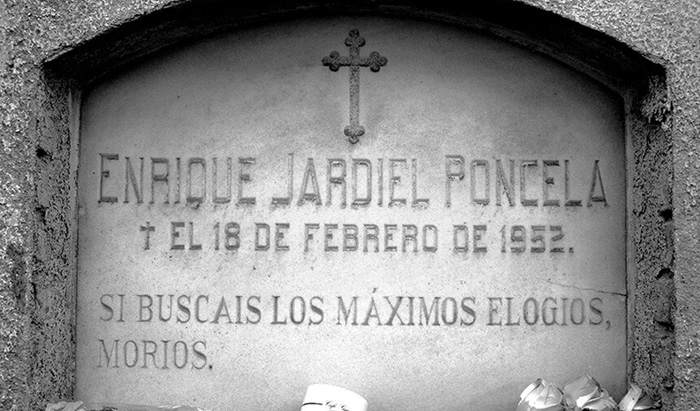 ENRIQUE JARDIEL PONCELA
✝ EL 18 DE FEBRERO DE 1952.
SI BUSCAIS LOS MÁXIMOS ELOGIOS,
MORIOS.